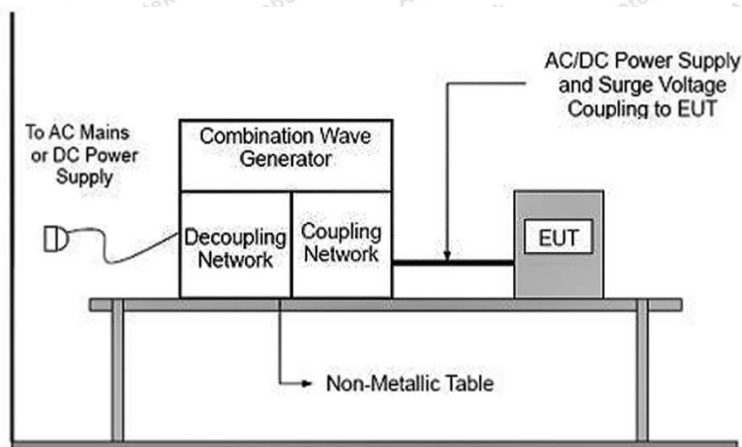 AC/DC Power Supply
and Surge Voltage
Coupling to EUT
To AC Mains
or DC Power
Supply
Combination Wave
Generator
Decoupling
Network
Coupling
Network
EUT
Non-Metallic Table